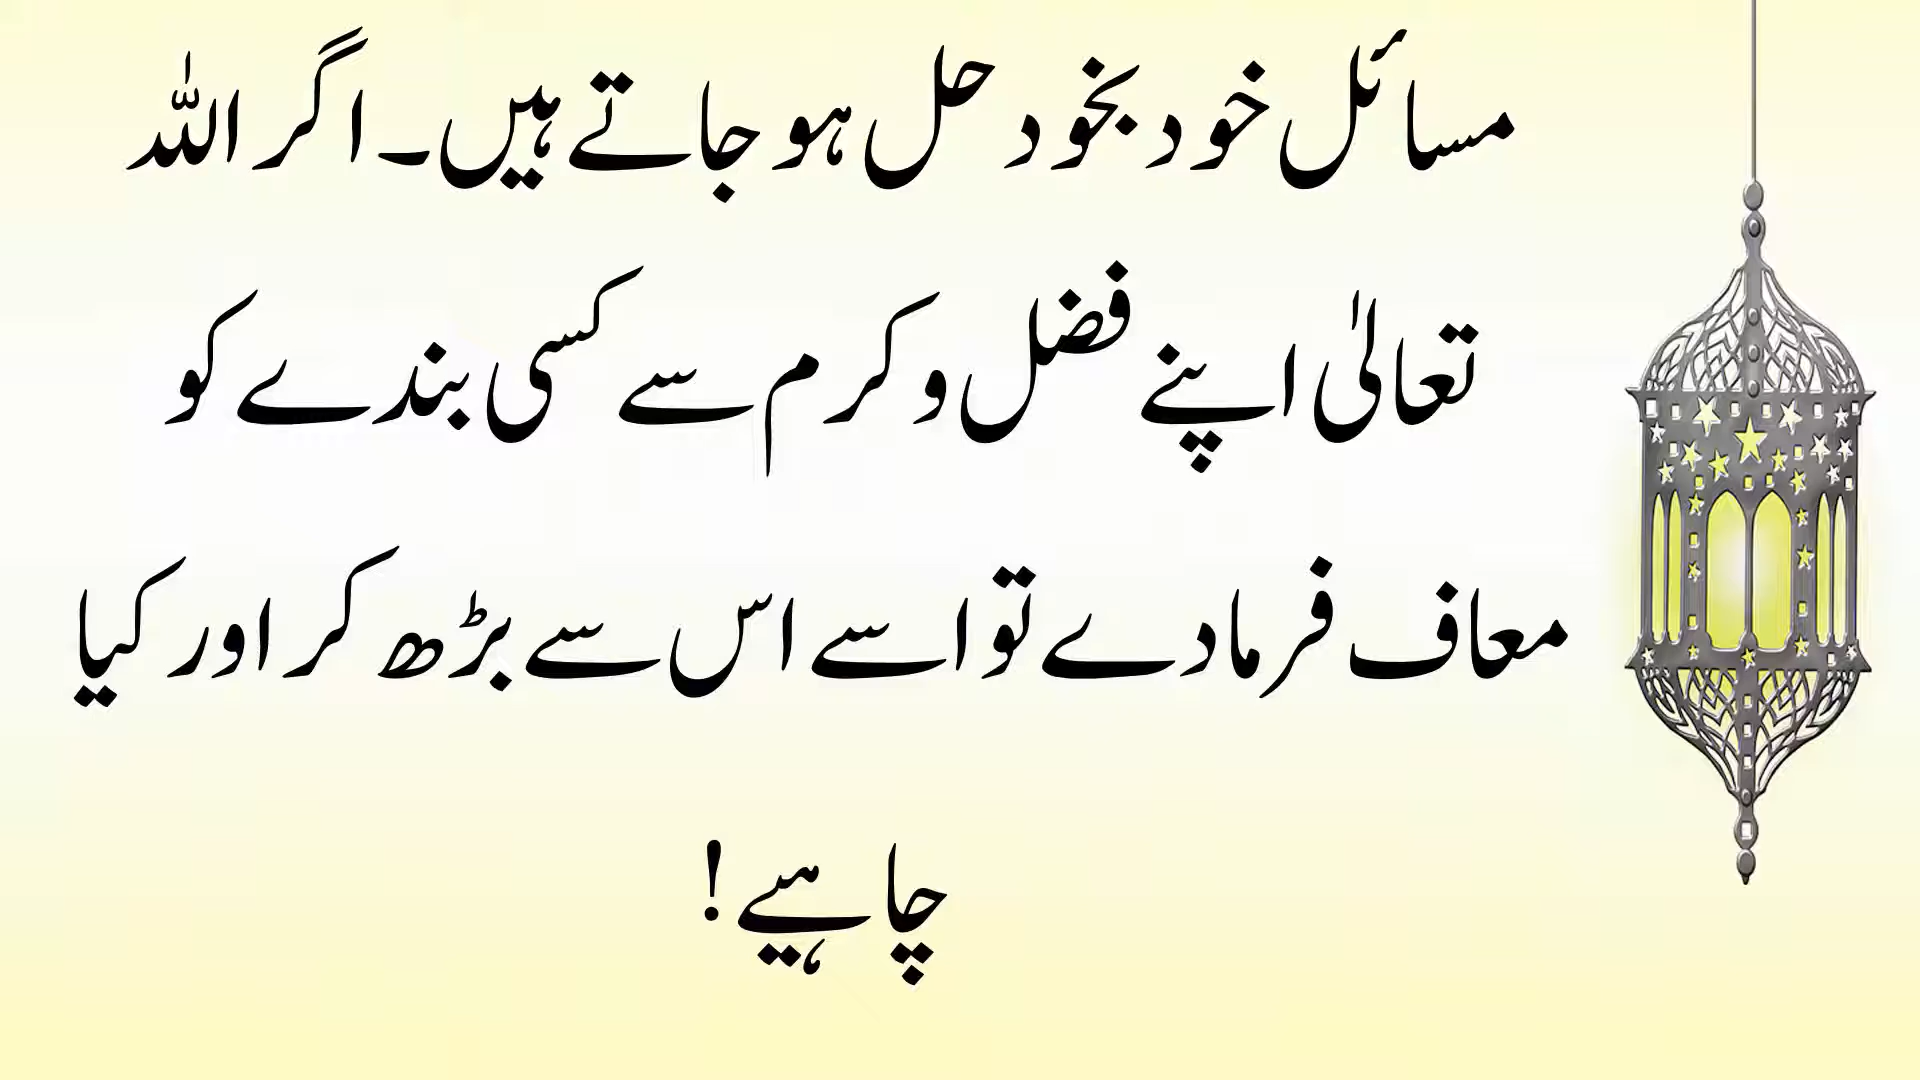 مسائل خود بخود حل ہو جاتے ہیں۔ اگر اللہ
تعالیٰ اپنے فضل و کرم سے کسی بندے کو
معاف فرما دے تو اسے اس سے بڑھ کر اور کیا
چاہیے!